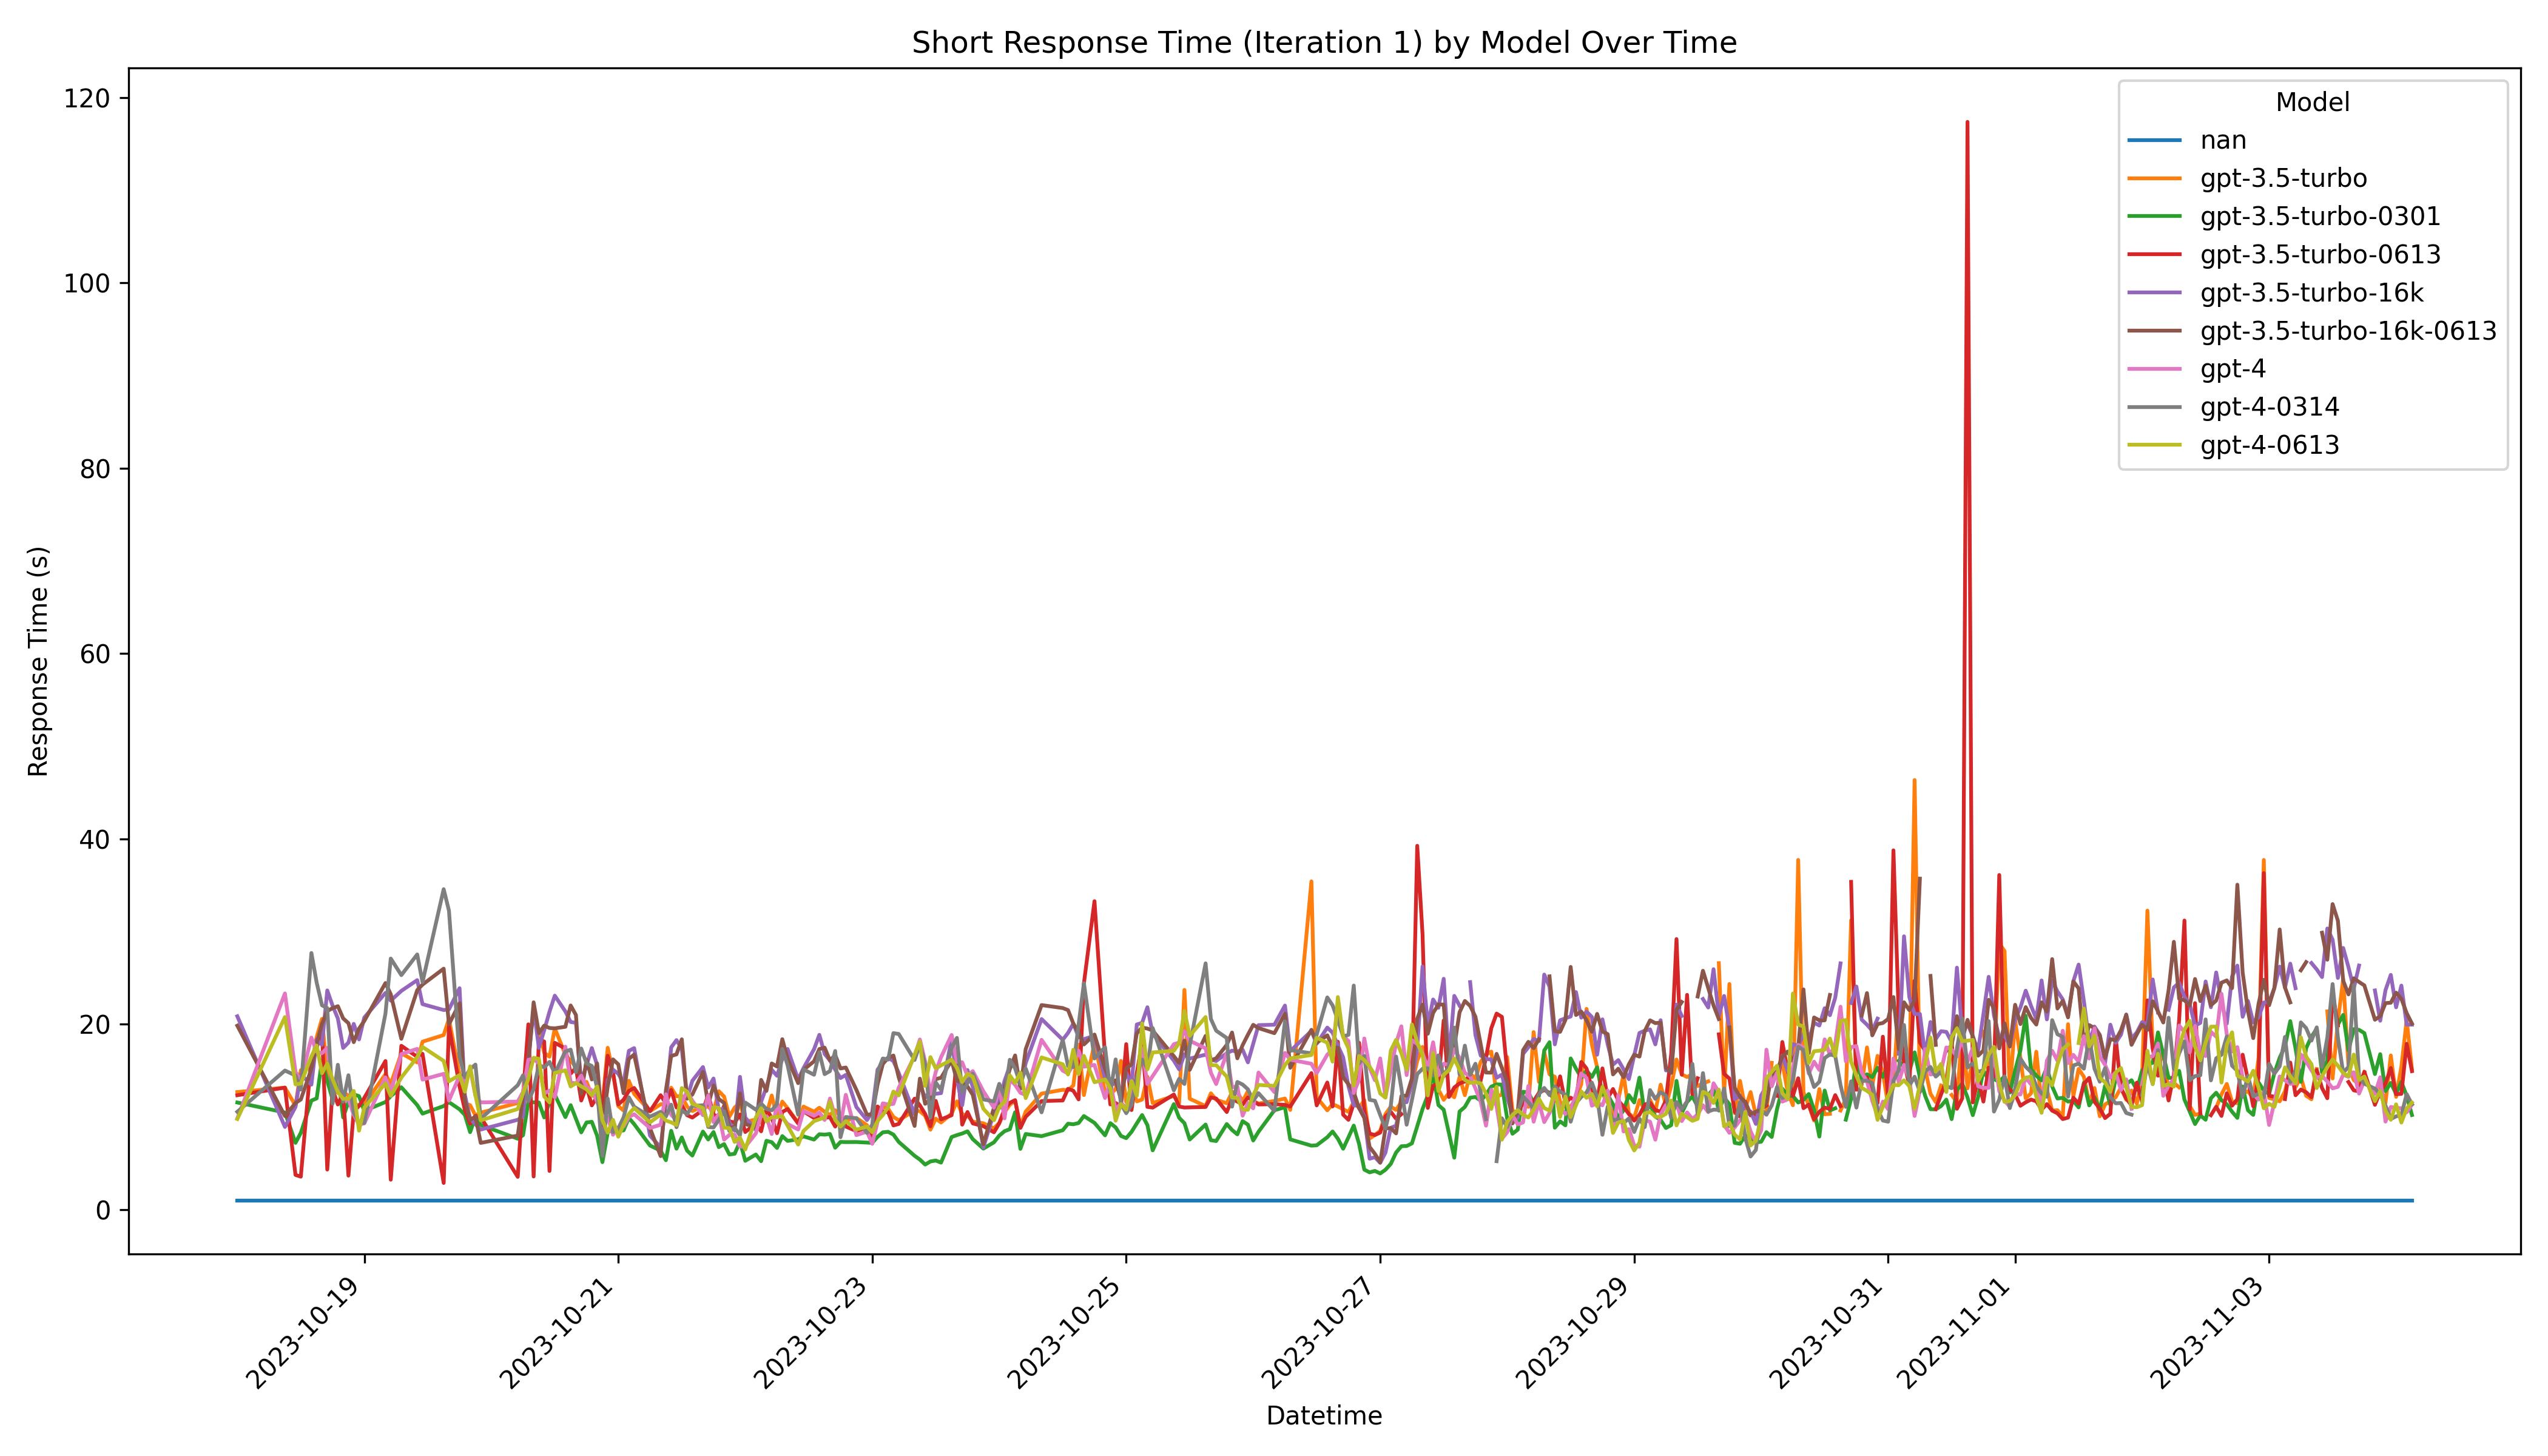 Short Response Time (Iteration 1) by Model Over Time
120
100
80
60
40
20
0
Response Time (s)
Model
nan
gpt-3.5-turbo
gpt-3.5-turbo-0301
gpt-3.5-turbo-0613
gpt-3.5-turbo-16k
gpt-3.5-turbo-16k-0613
gpt-4
gpt-4-0314
gpt-4-0613
2023-10-19
2023-10-21
2023-10-23
2023-10-25
2023-10-27
2023-10-29
2023-10-31
2023-11-01
2023-11-03
Datetime